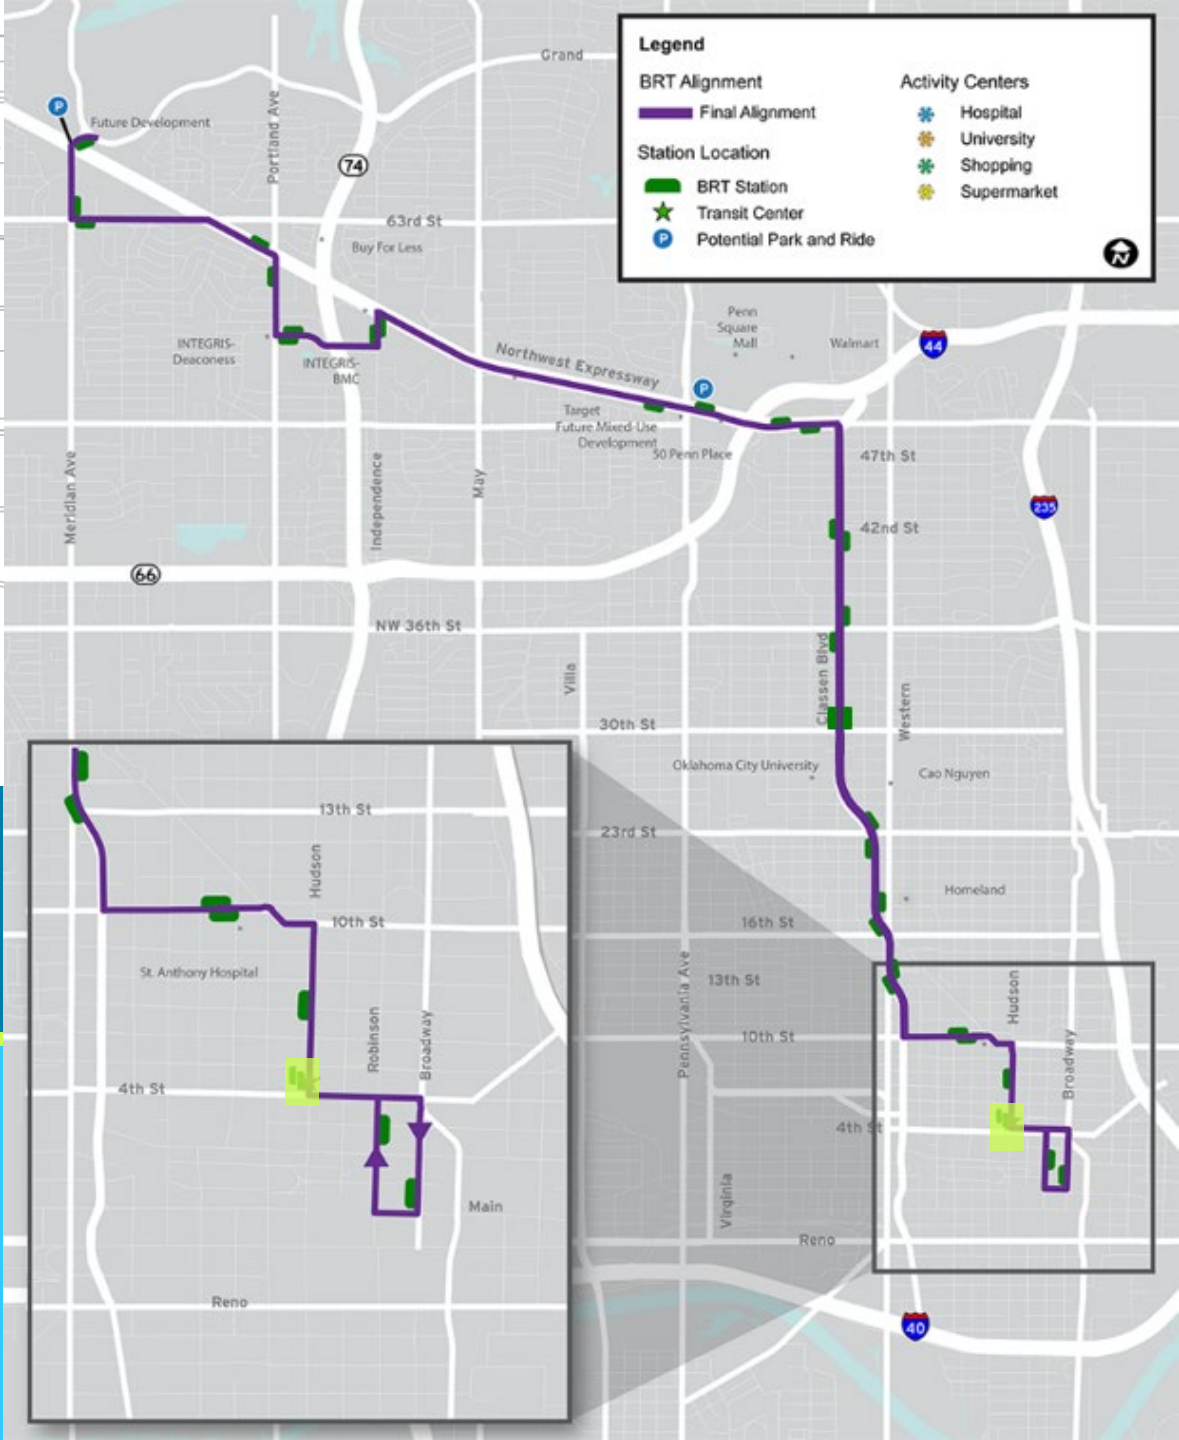 Grand
Legend
BRT Alignment
Final Alignment
Station Location
BRT Station
Transit Center
P
Potential Park and Ride
Activity Centers
Hospital
University
Shopping
Supermarket
N
P
Future Development
Portland Ave
74
63rd St
Buy For Less
INTEGRIS-
Deaconess
INTEGRIS-
BMC
Northwest Expressway
Penn
Square
Mall
Walmart
44
P
Target
Future Mixed-Use
Development
50 Penn Place
47th St
Meridian Ave
Independence
May
235
42nd St
66
NW 36th St
Villa
Classen Blvd
Western
30th St
Oklahoma City University
Cao Nguyen
23rd St
Homeland
16th St
13th St
Pennsylvania Ave
Hudson
10th St
Broadway
4th St
Virginia
Reno
40
13th St
Hudson
10th St
St. Anthony Hospital
Robinson
Broadway
4th St
Main
Reno